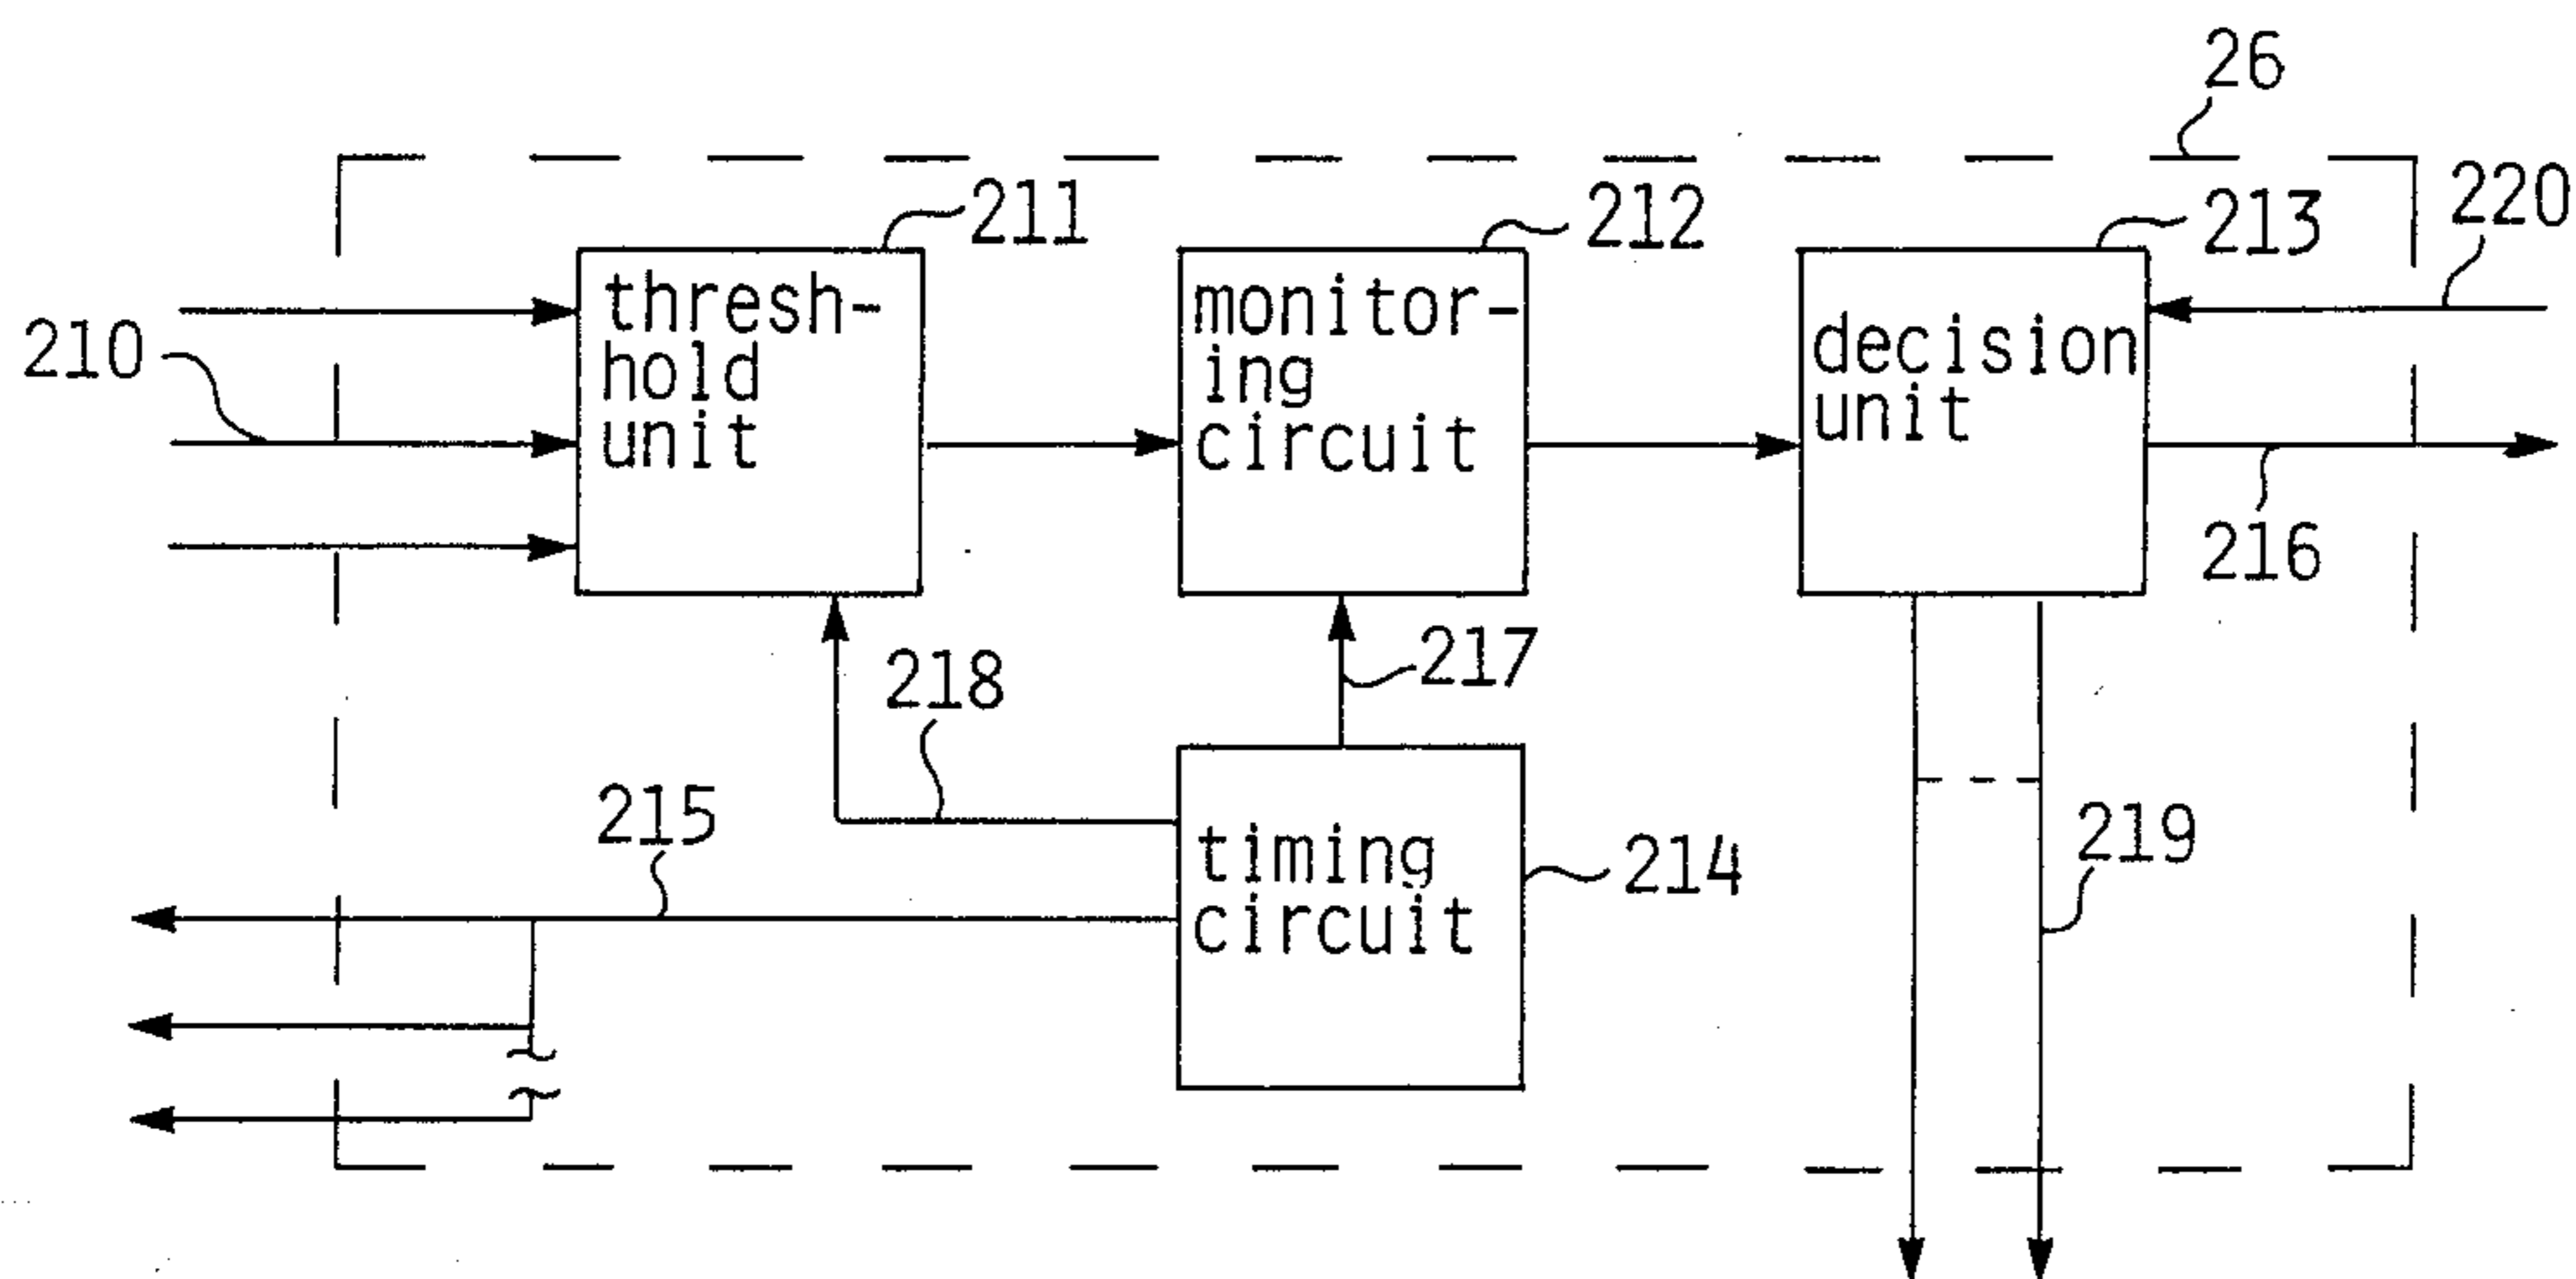 26
211
212
213
220
210
thresh-
hold
unit
monitor-
ing
circuit
decision
unit
216
218
217
215
timing
circuit
214
219